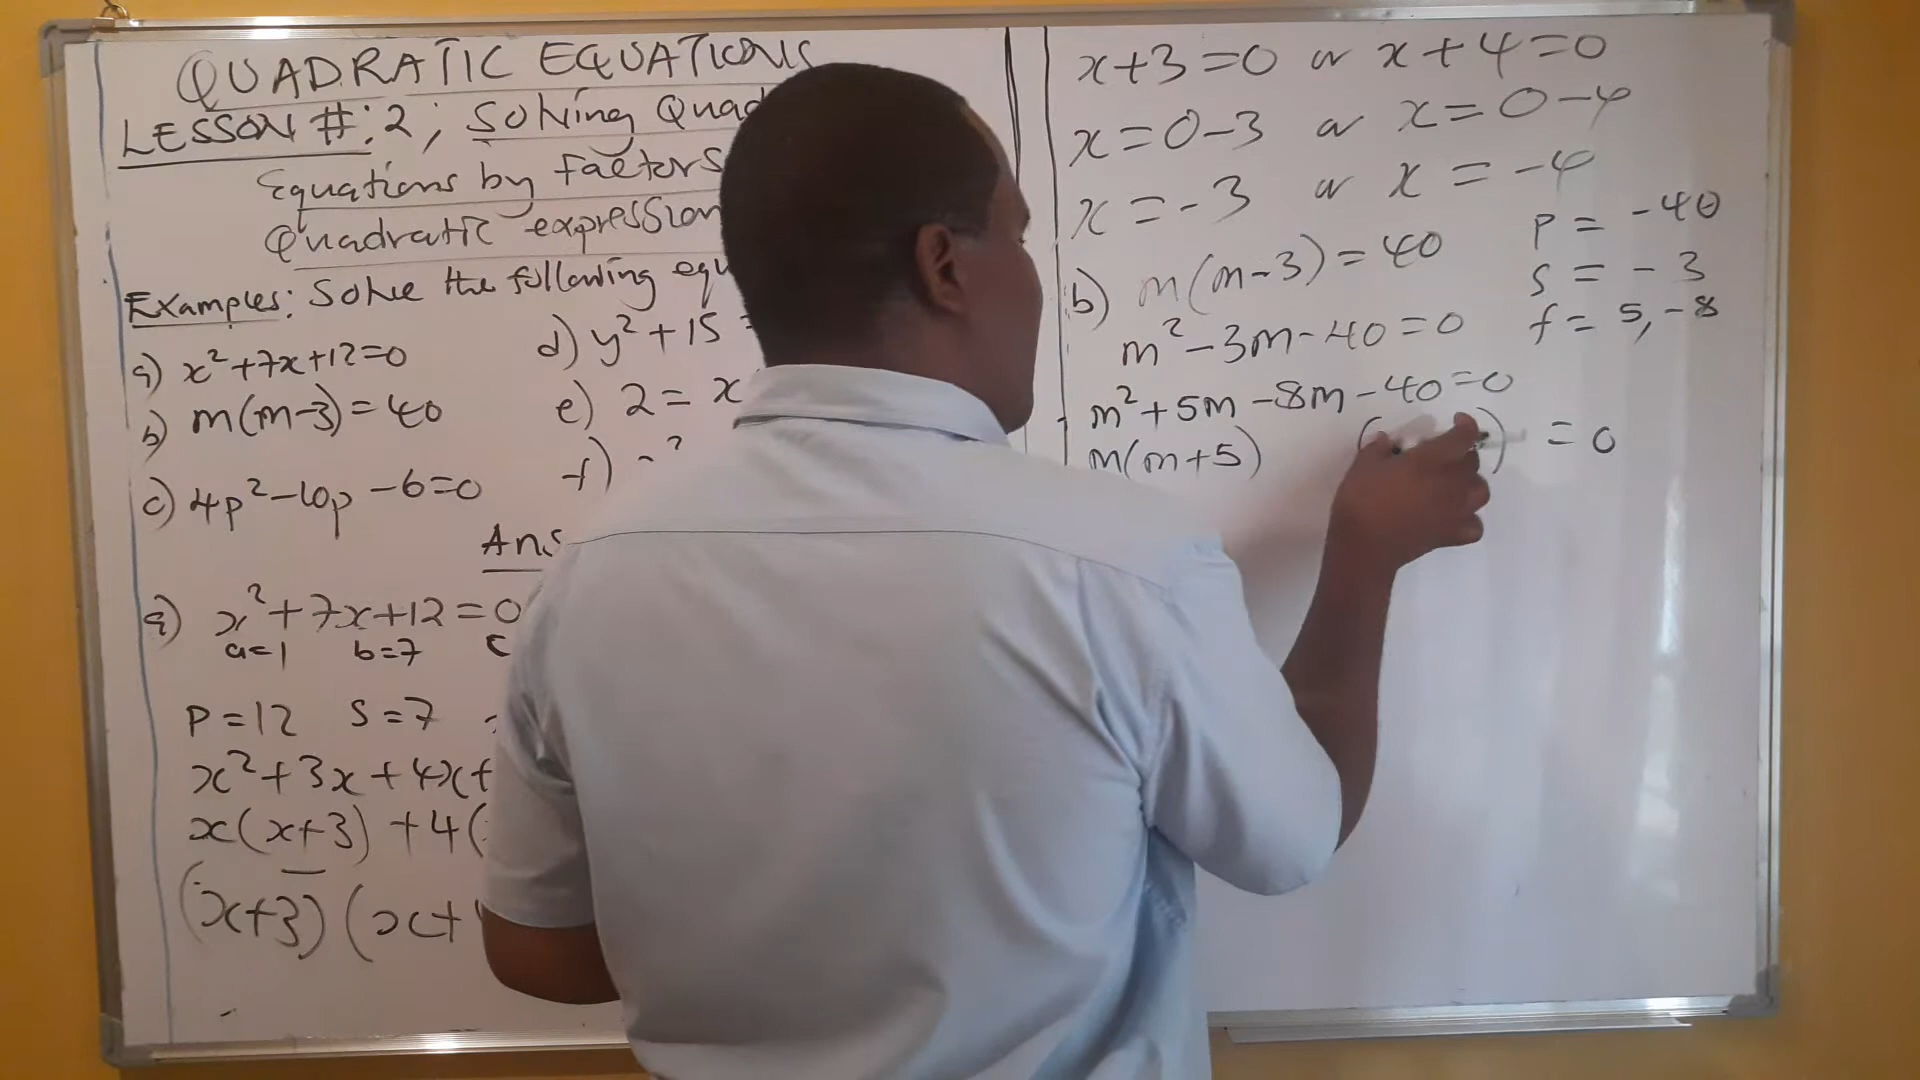 QUADRATIC EQUATIONS
LESSON #: 2; Solving Quad
Equations by factors
Quadratic expression
Examples: Solve the following equ
a) x²+7x+12=0
b) m(m-3)=40
c) 4p²-10p-6=0
d) y²+15
e) 2 = x
f)
Ans
a) x²+7x+12=0
a=1 b=7 c
P=12 S=7
x²+3x+4x+
x(x+3)+4(
(x+3)(x+
x+3=0 or x+4=0
x=0-3 or x=0-4
x=-3 or x=-4
b) m(m-3)=40
m²-3m-40=0
m²+5m-8m-40=0
m(m+5) ( ) = 0
P = -40
S = -3
f = 5, -8